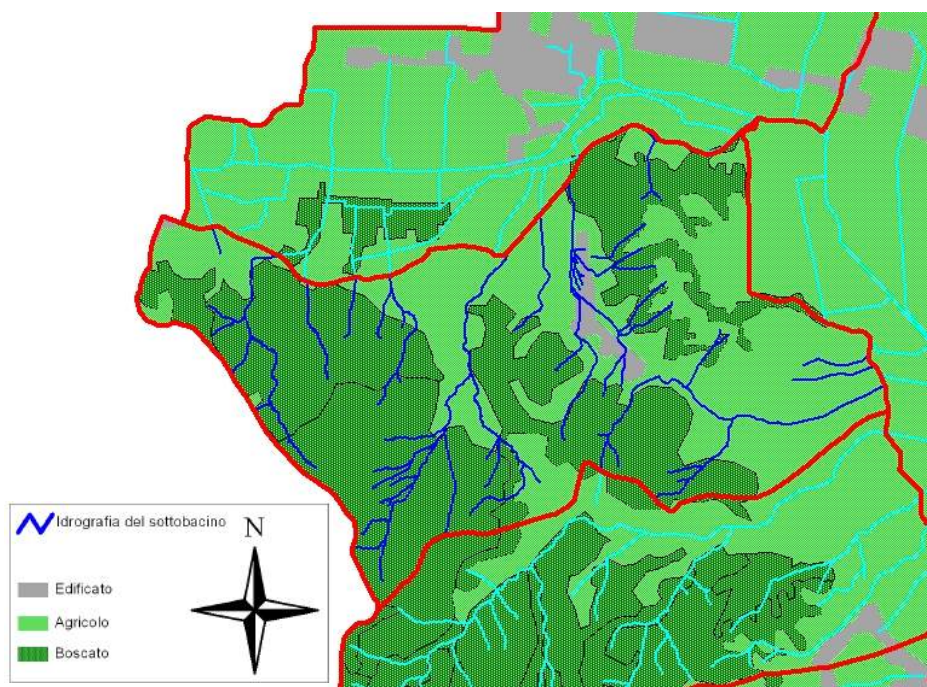 Idrografia del sottobacino
N
Edificato
Agricolo
Boscato